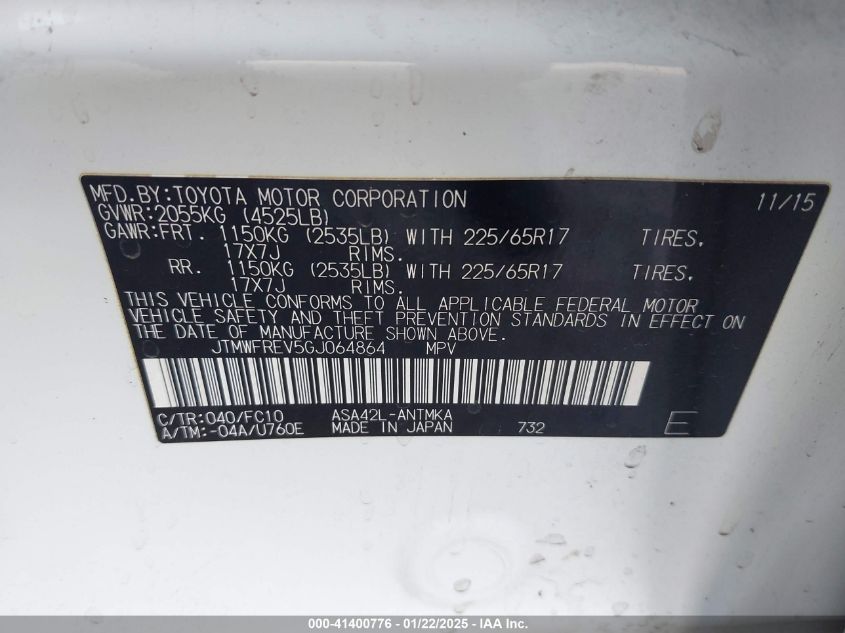 MFD.BY:TOYOTA MOTOR CORPORATION 11/15
GVWR:2055KG (4525LB)
GAWR:FRT. 1150KG (2535LB) WITH 225/65R17 TIRES,
17X7J RIMS.
RR. 1150KG (2535LB) WITH 225/65R17 TIRES,
17X7J RIMS.
THIS VEHICLE CONFORMS TO ALL APPLICABLE FEDERAL MOTOR
VEHICLE SAFETY AND THEFT PREVENTION STANDARDS IN EFFECT ON
THE DATE OF MANUFACTURE SHOWN ABOVE.
JTMWFREV5GJ064864 MPV
C/TR:040/FC10 ASA42L-ANTMKA
A/TM:-04A/U760E MADE IN JAPAN 732 E
000-41400776 - 01/22/2025 - IAA Inc.